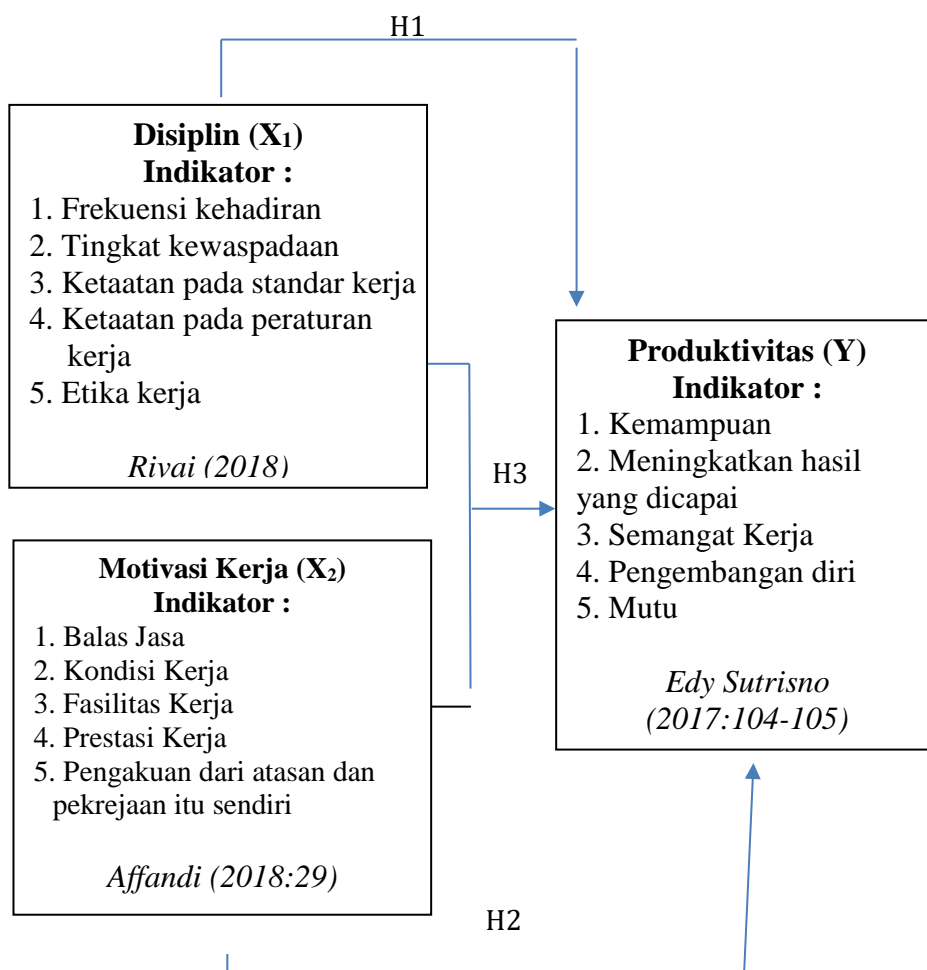 H1
Disiplin (X₁)
Indikator :
1. Frekuensi kehadiran
2. Tingkat kewaspadaan
3. Ketaatan pada standar kerja
4. Ketaatan pada peraturan
kerja
5. Etika kerja
Rivai (2018)
H3
Motivasi Kerja (X₂)
Indikator :
1. Balas Jasa
2. Kondisi Kerja
3. Fasilitas Kerja
4. Prestasi Kerja
5. Pengakuan dari atasan dan
pekrejaan itu sendiri
Affandi (2018:29)
Produktivitas (Y)
Indikator :
1. Kemampuan
2. Meningkatkan hasil
yang dicapai
3. Semangat Kerja
4. Pengembangan diri
5. Mutu
Edy Sutrisno
(2017:104-105)
H2